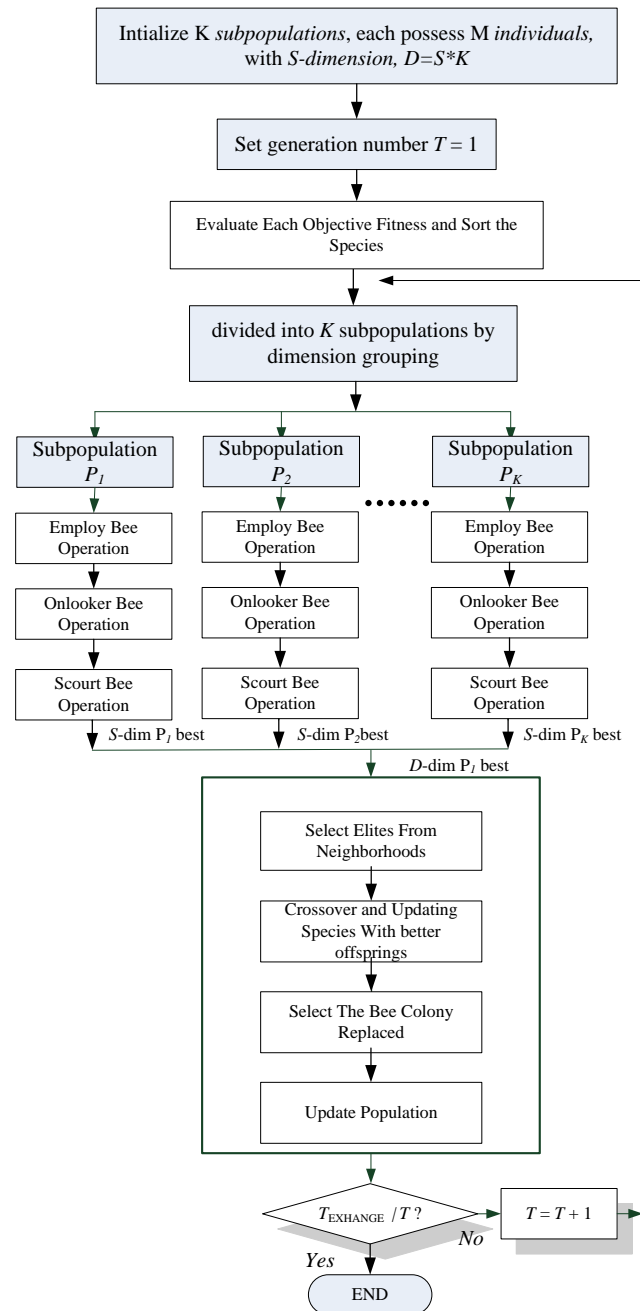 Intialize K subpopulations, each possess M individuals,
with S-dimension, D=S*K
Set generation number T = 1
Evaluate Each Objective Fitness and Sort the
Species
divided into K subpopulations by
dimension grouping
Subpopulation
P1
Subpopulation
P2
Subpopulation
PK
Employ Bee
Operation
Employ Bee
Operation
Employ Bee
Operation
Onlooker Bee
Operation
Onlooker Bee
Operation
Onlooker Bee
Operation
Scourt Bee
Operation
Scourt Bee
Operation
Scourt Bee
Operation
S-dim P1 best
S-dim P2best
S-dim PK best
D-dim P1 best
Select Elites From
Neighborhoods
Crossover and Updating
Species With better
offsprings
Select The Bee Colony
Replaced
Update Population
TEXHANGE /T ?
No
T = T + 1
Yes
END